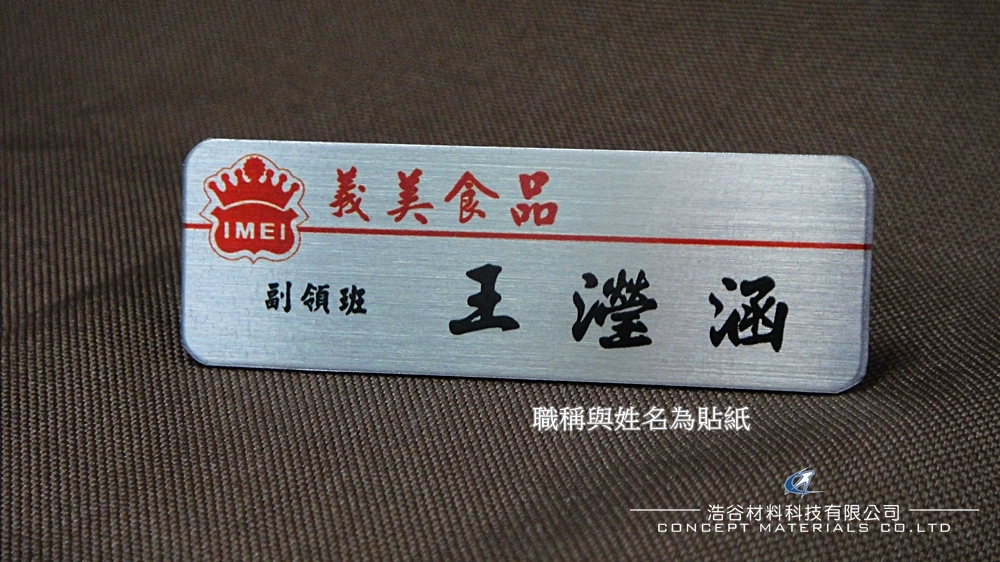 義美食品
IMEI
副領班 王瀅涵
職稱與姓名為貼紙
浩谷材料科技有限公司
CONCEPT MATERIALS CO.,LTD